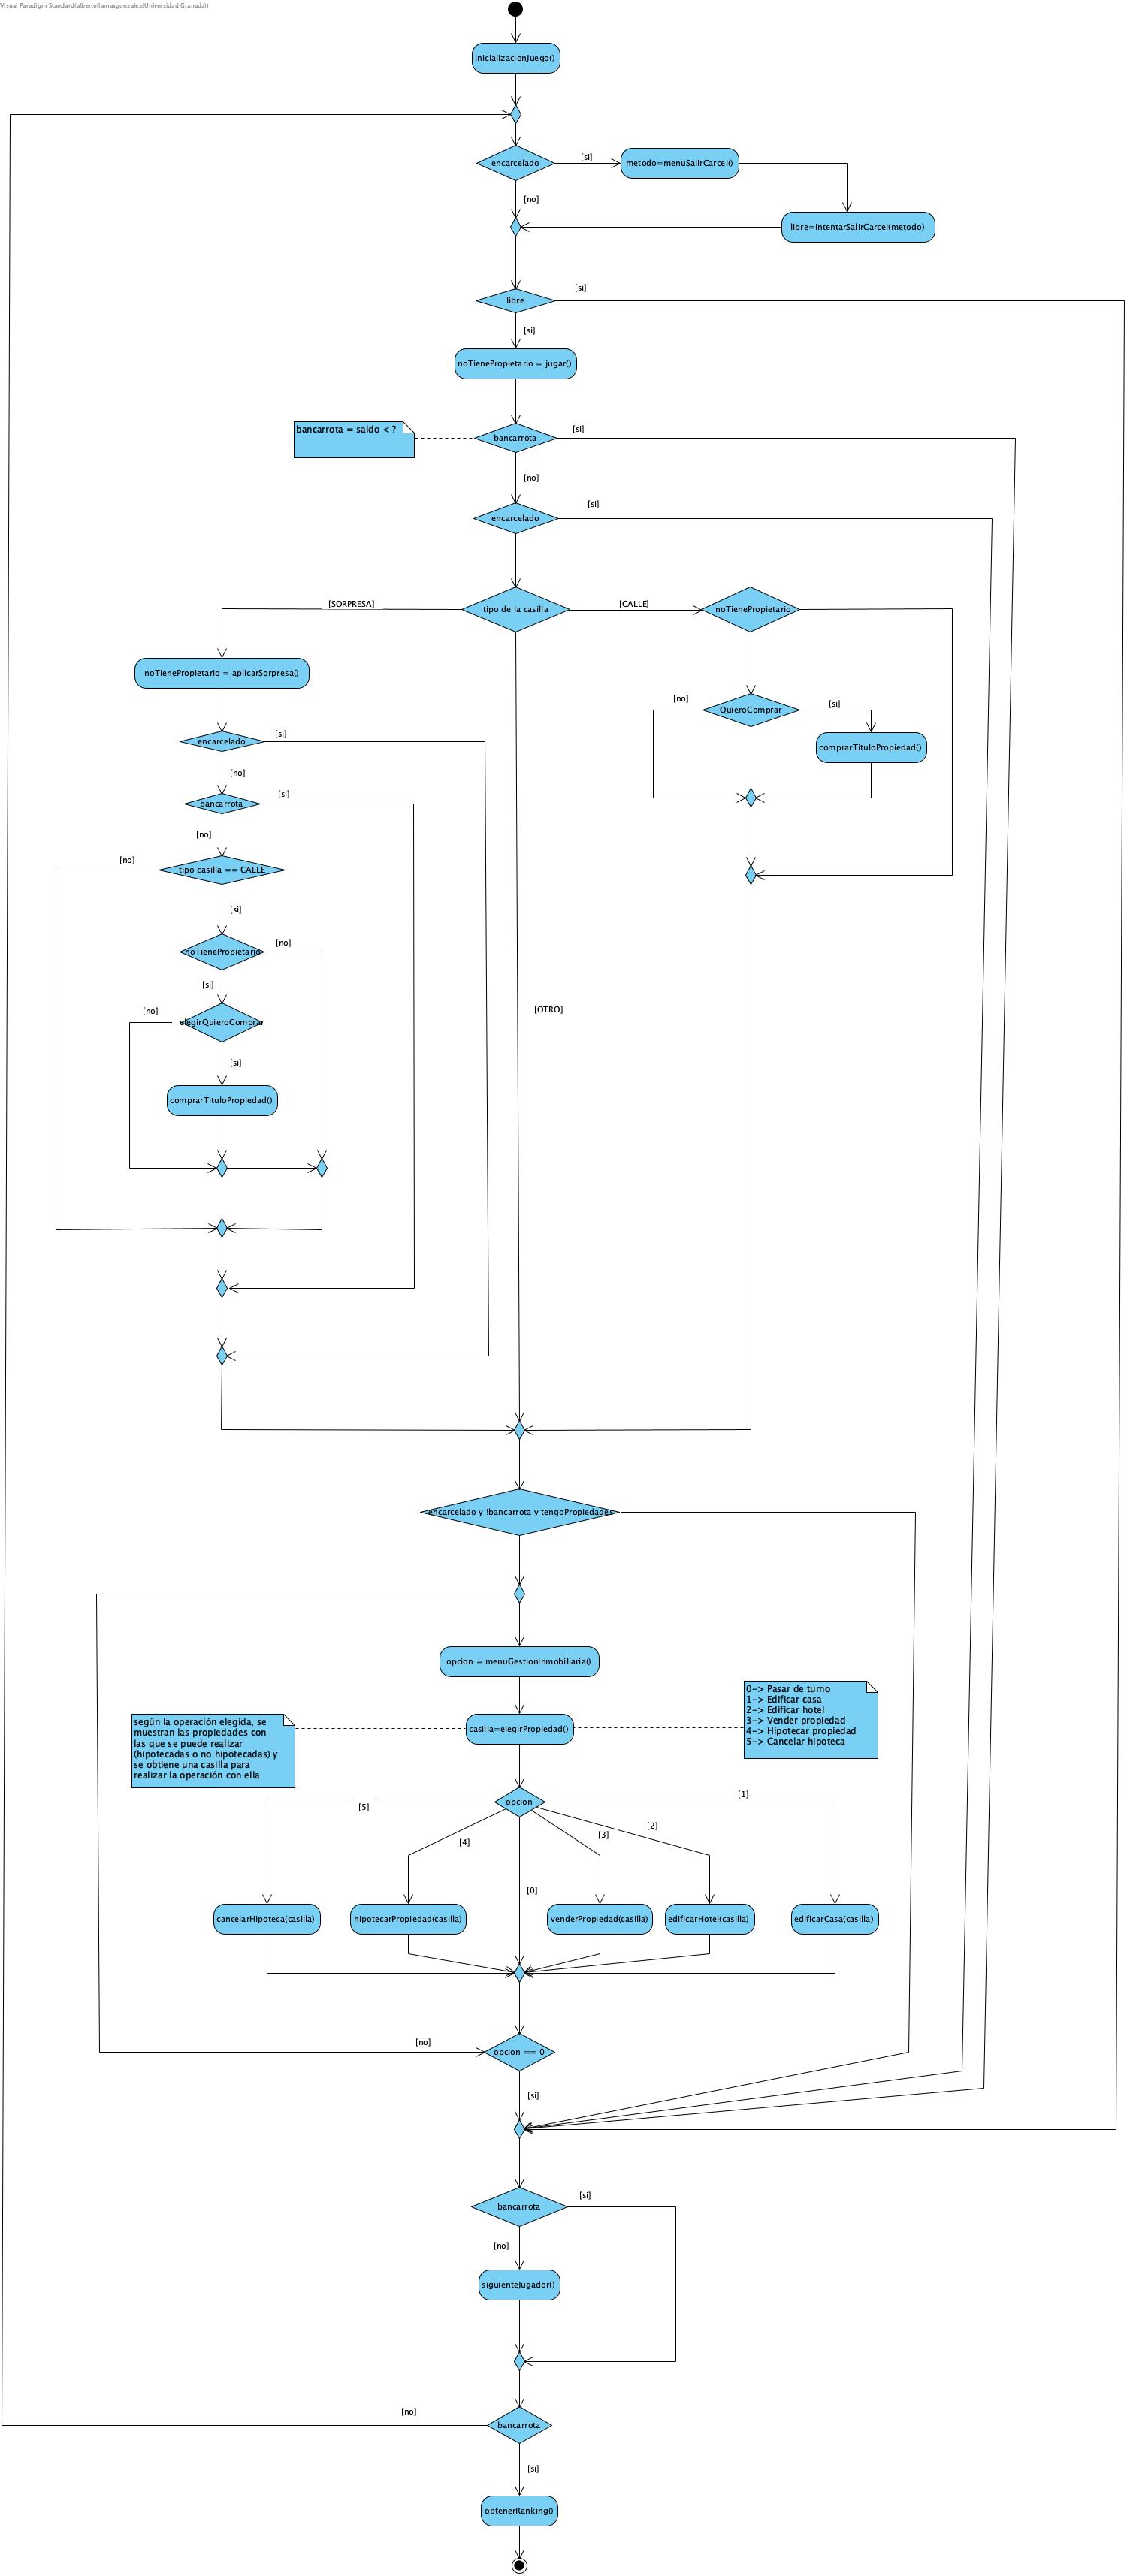 Visual Paradigm Standard(albertollamasgonzalez(Universidad Granada))
inicializacionJuego()
encarcelado
[si]
metodo=menuSalirCarcel()
[no]
libre=intentarSalirCarcel(metodo)
[si]
libre
[si]
noTienePropietario = jugar()
bancarrota = saldo < ?
[si]
bancarrota
[no]
[si]
encarcelado
[SORPRESA]
tipo de la casilla
[CALLE]
noTienePropietario
noTienePropietario = aplicarSorpresa()
[no]
QuieroComprar
[si]
comprarTituloPropiedad()
encarcelado
[si]
[no]
bancarrota
[si]
[no]
[no]
tipo casilla == CALLE
[si]
noTienePropietario
[no]
[si]
[no]
elegirQuieroComprar
[OTRO]
[si]
comprarTituloPropiedad()
encarcelado y !bancarrota y tengoPropiedades
opcion = menuGestionInmobiliaria()
según la operación elegida, se
muestran las propiedades con
las que se puede realizar
(hipotecadas o no hipotecadas) y
se obtiene una casilla para
realizar la operación con ella
casilla=elegirPropiedad()
0-> Pasar de turno
1-> Edificar casa
2-> Edificar hotel
3-> Vender propiedad
4-> Hipotecar propiedad
5-> Cancelar hipoteca
[5]
opcion
[1]
[4]
[3]
[2]
[0]
cancelarHipoteca(casilla)
hipotecarPropiedad(casilla)
venderPropiedad(casilla)
edificarHotel(casilla)
edificarCasa(casilla)
[no]
opcion == 0
[si]
bancarrota
[si]
[no]
siguienteJugador()
[no]
bancarrota
[si]
obtenerRanking()